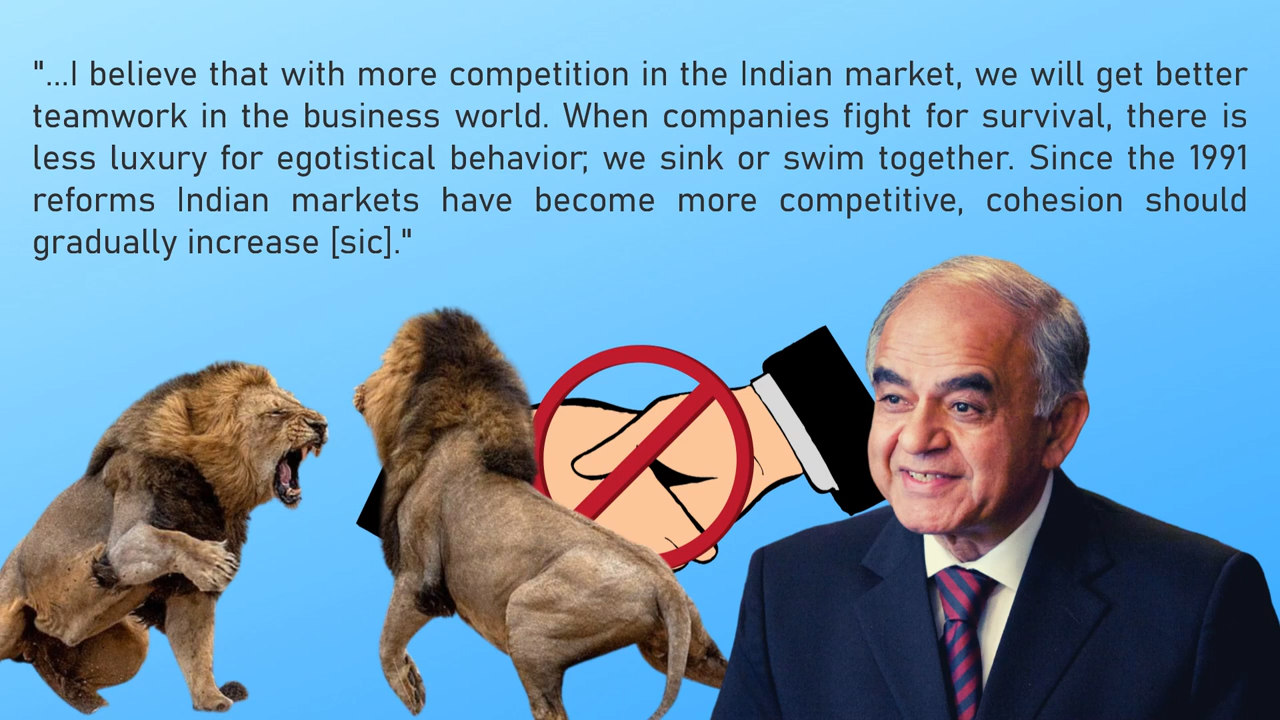 "...I believe that with more competition in the Indian market, we will get better
teamwork in the business world. When companies fight for survival, there is
less luxury for egotistical behavior; we sink or swim together. Since the 1991
reforms Indian markets have become more competitive, cohesion should
gradually increase [sic]."